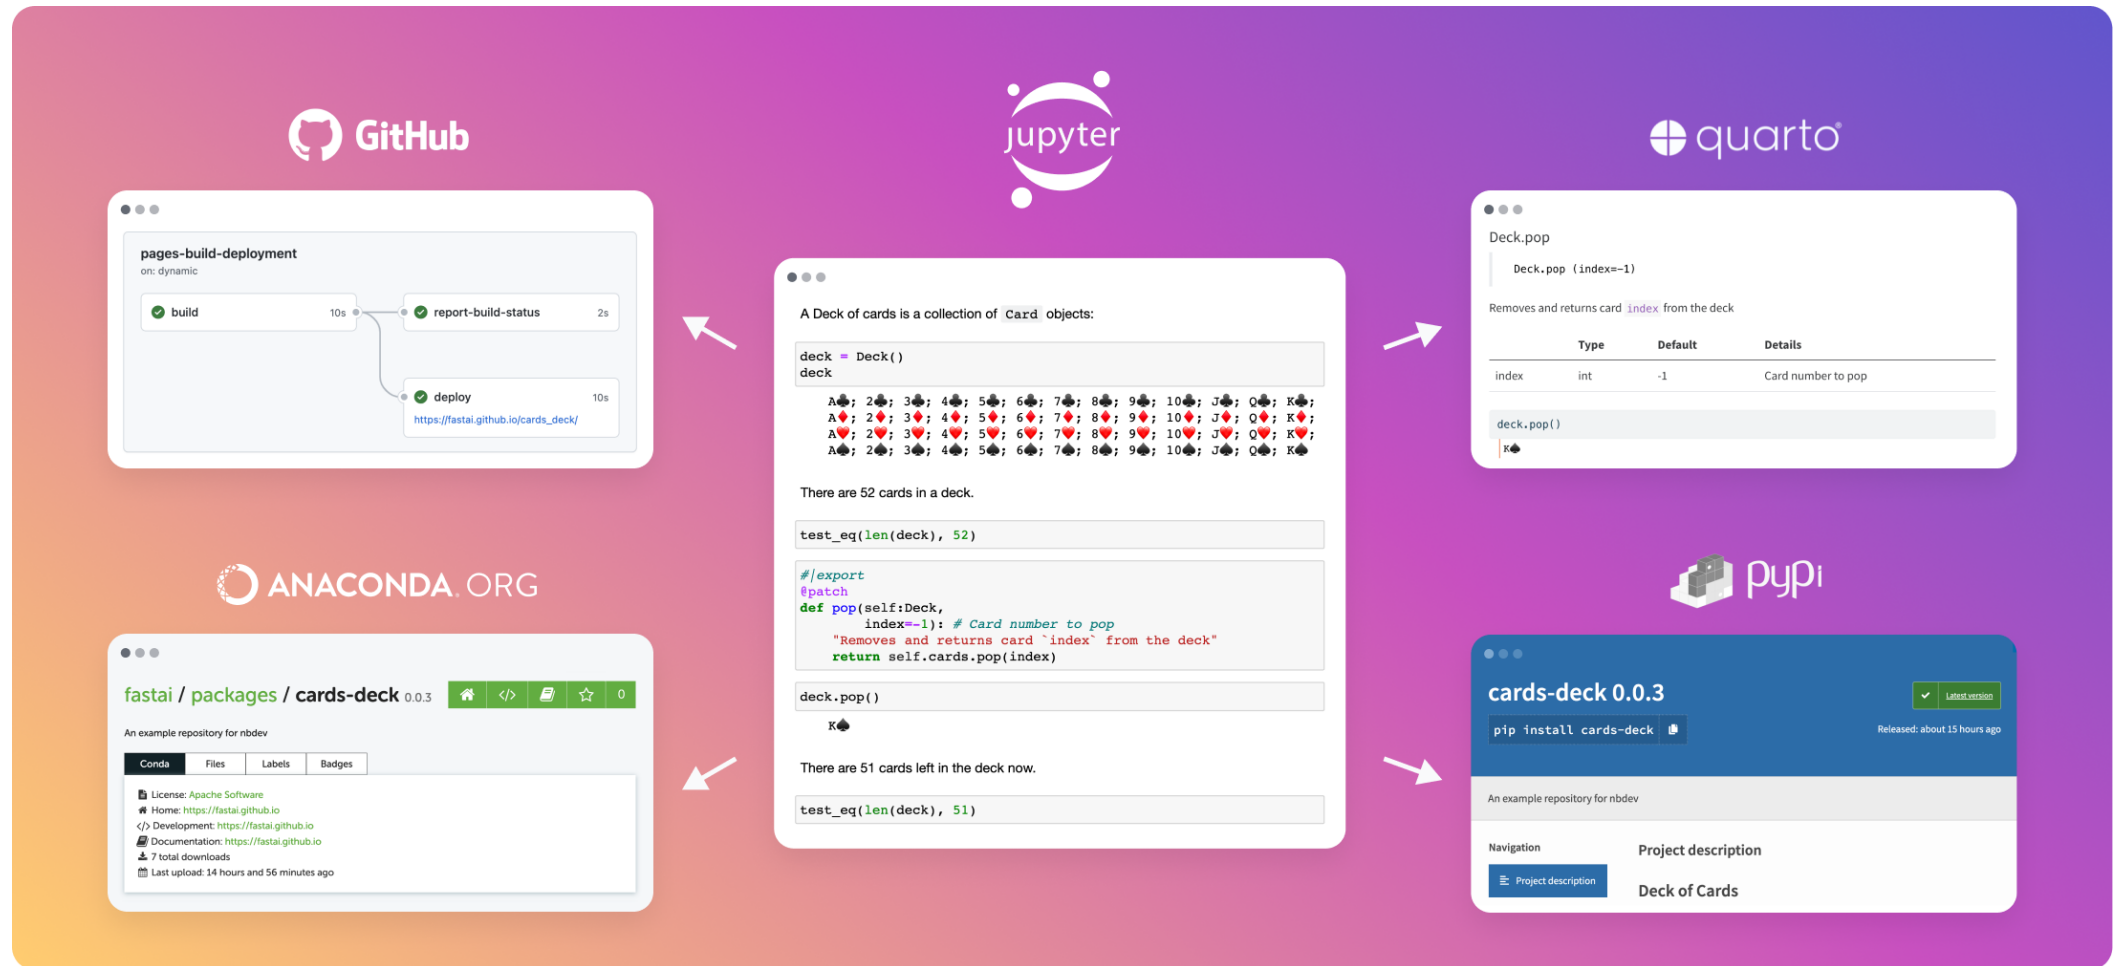 GitHub
pages-build-deployment
on: dynamic
build 10s
report-build-status 2s
deploy 10s
https://fastai.github.io/cards_deck/
ANACONDA.ORG
fastai / packages / cards-deck 0.0.3 </> 0
An example repository for nbdev
Conda Files Labels Badges
License: Apache Software
Home: https://fastai.github.io
</> Development: https://fastai.github.io
Documentation: https://fastai.github.io
7 total downloads
Last upload: 14 hours and 56 minutes ago
jupyter
A Deck of cards is a collection of Card objects:
deck = Deck()
deck
A♣; 2♣; 3♣; 4♣; 5♣; 6♣; 7♣; 8♣; 9♣; 10♣; J♣; Q♣; K♣;
A♦; 2♦; 3♦; 4♦; 5♦; 6♦; 7♦; 8♦; 9♦; 10♦; J♦; Q♦; K♦;
A♥; 2♥; 3♥; 4♥; 5♥; 6♥; 7♥; 8♥; 9♥; 10♥; J♥; Q♥; K♥;
A♠; 2♠; 3♠; 4♠; 5♠; 6♠; 7♠; 8♠; 9♠; 10♠; J♠; Q♠; K♠
There are 52 cards in a deck.
test_eq(len(deck), 52)
#|export
@patch
def pop(self:Deck,
index=-1): # Card number to pop
"Removes and returns card `index` from the deck"
return self.cards.pop(index)
deck.pop()
K♠
There are 51 cards left in the deck now.
test_eq(len(deck), 51)
quarto
Deck.pop
Deck.pop (index=-1)
Removes and returns card index from the deck
Type Default Details
index int -1 Card number to pop
deck.pop()
K♠
pypi
cards-deck 0.0.3
Latest version
pip install cards-deck
Released: about 15 hours ago
An example repository for nbdev
Navigation
Project description
Project description
Deck of Cards